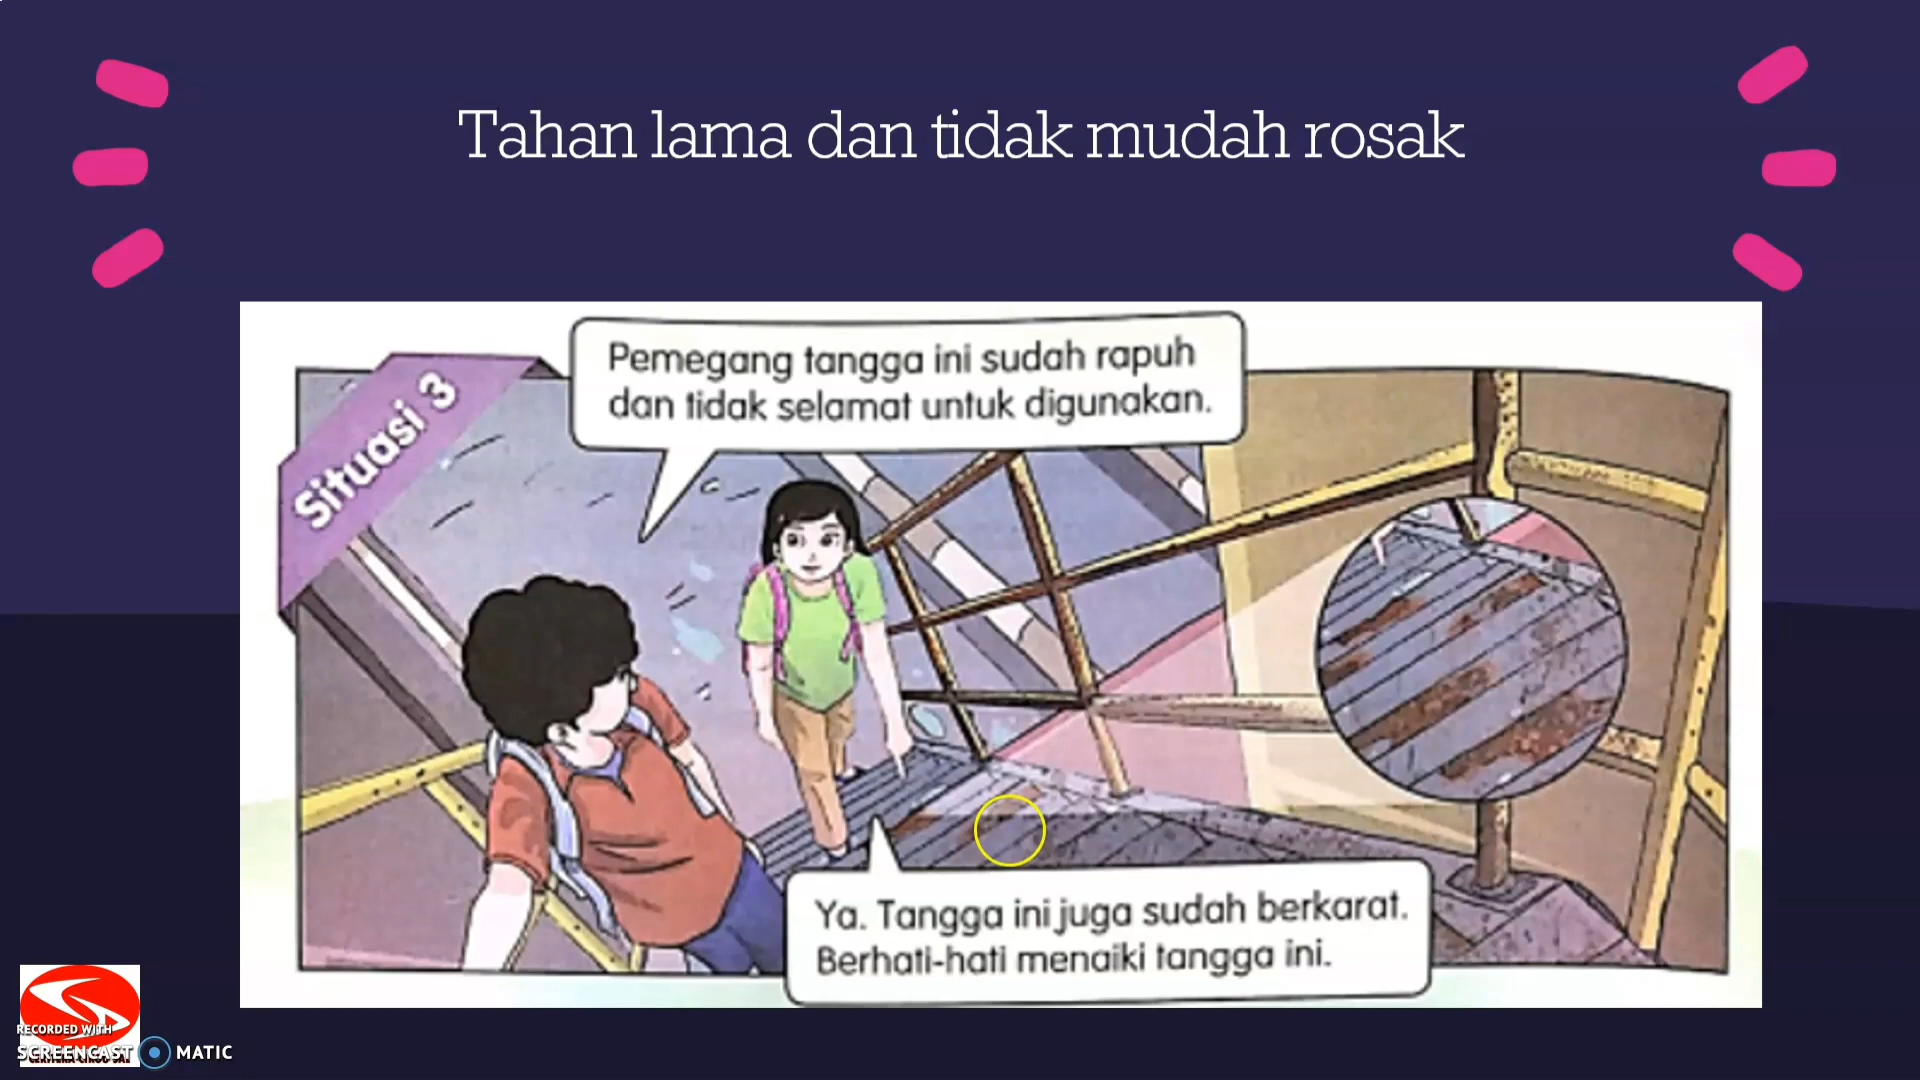 Tahan lama dan tidak mudah rosak
Situasi 3
Pemegang tangga ini sudah rapuh
dan tidak selamat untuk digunakan.
Ya. Tangga ini juga sudah berkarat.
Berhati-hati menaiki tangga ini.
RECORDED WITH
SCREENCAST MATIC